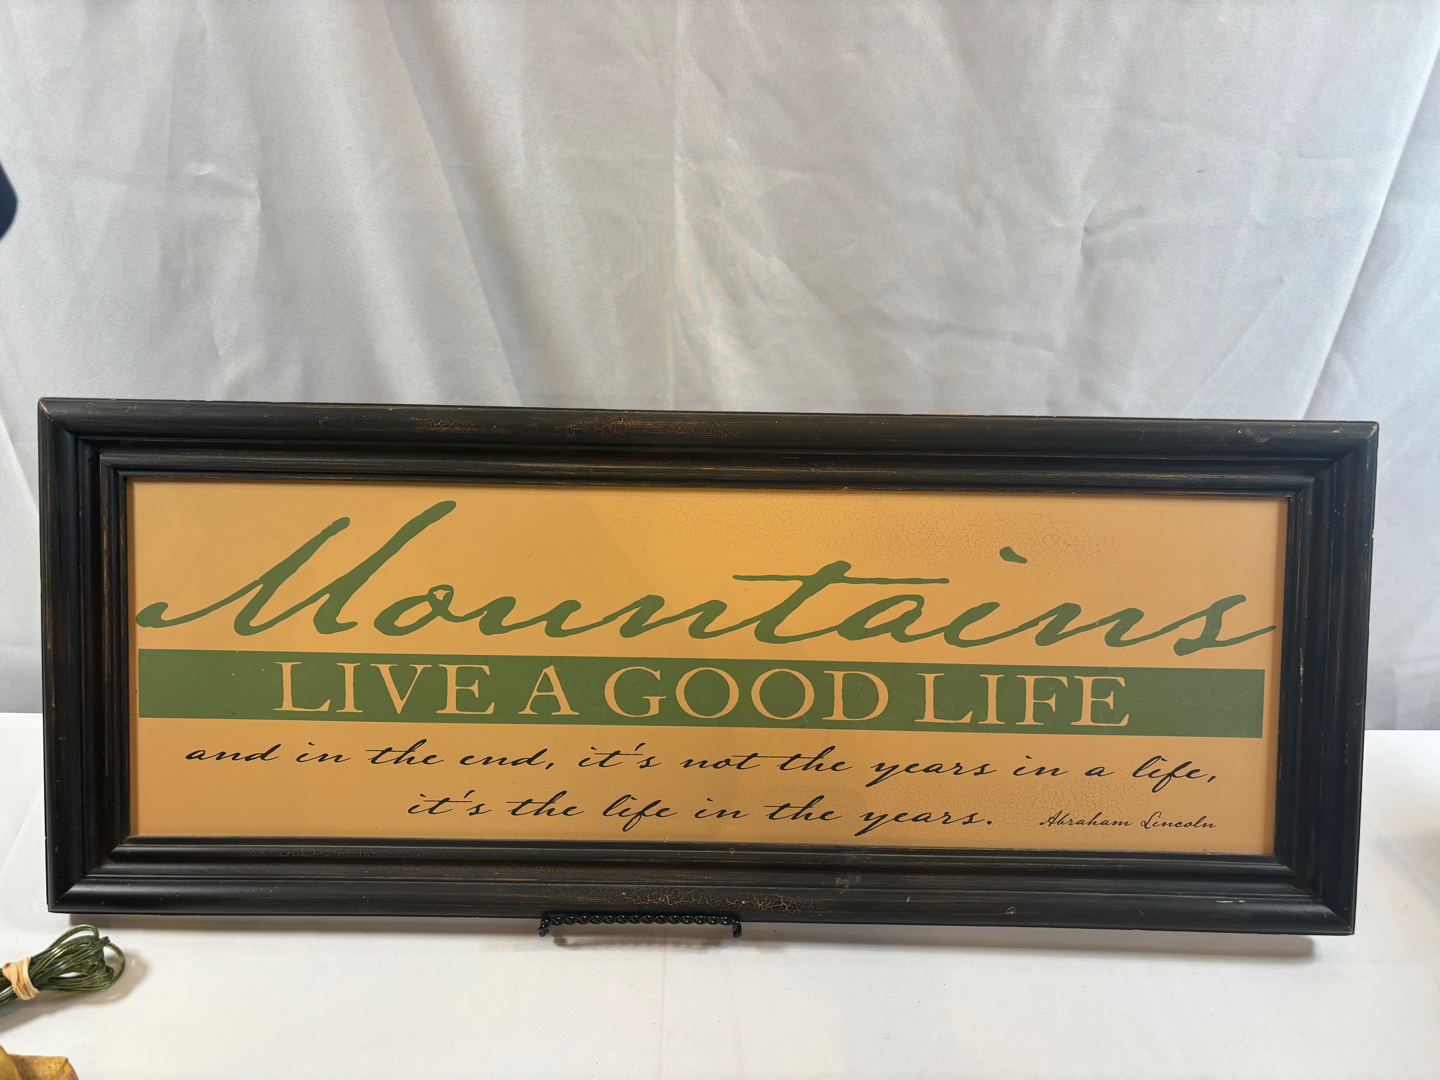 Mountains
LIVE A GOOD LIFE
and in the end, it's not the years in a life,
it's the life in the years.
Abraham Lincoln